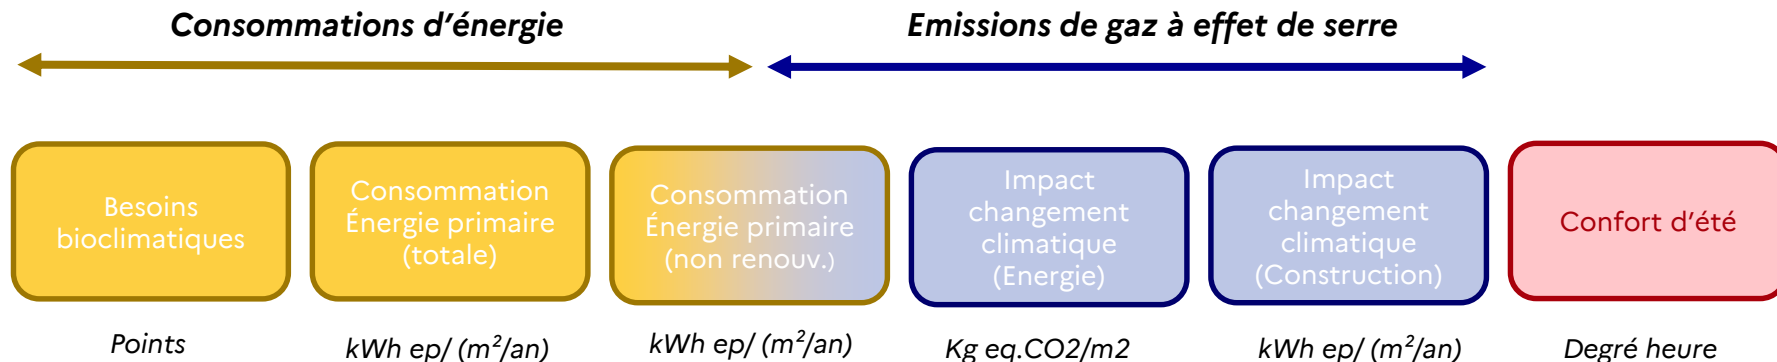 Consommations d'énergie
Emissions de gaz à effet de serre
Besoins
bioclimatiques
Consommation
Énergie primaire
(totale)
Consommation
Énergie primaire
(non renouv.)
Impact
changement
climatique
(Energie)
Impact
changement
climatique
(Construction)
Confort d'été
Points
kWh ep/ (m²/an)
kWh ep/ (m²/an)
Kg eq.CO2/m2
kWh ep/ (m²/an)
Degré heure